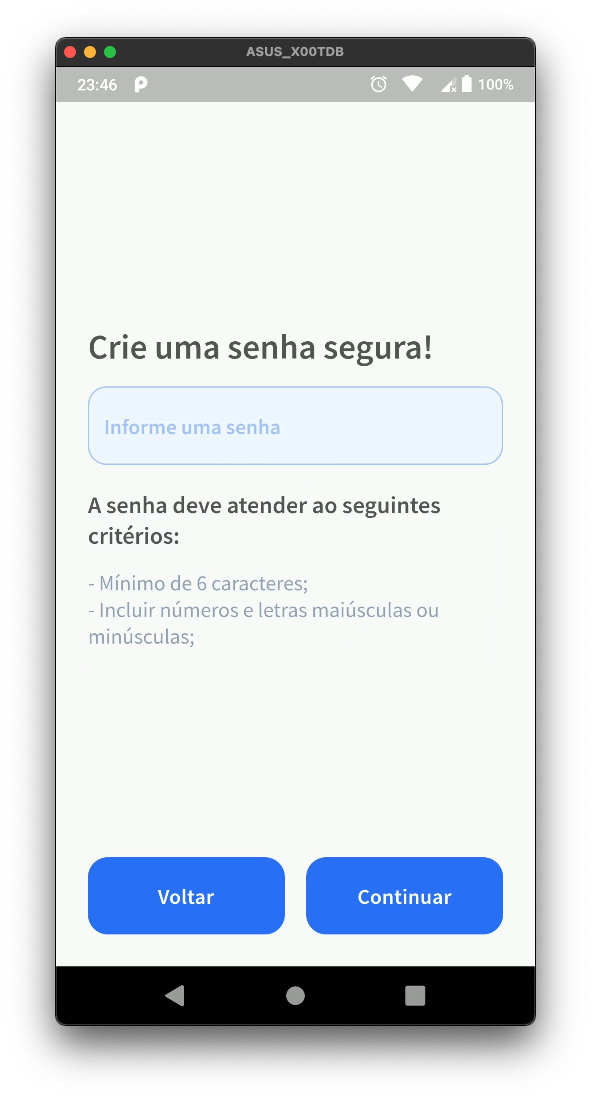 ASUS_X00TDB
23:46 100%
Crie uma senha segura!
Informe uma senha
A senha deve atender ao seguintes
critérios:
- Mínimo de 6 caracteres;
- Incluir números e letras maiúsculas ou
minúsculas;
Voltar Continuar